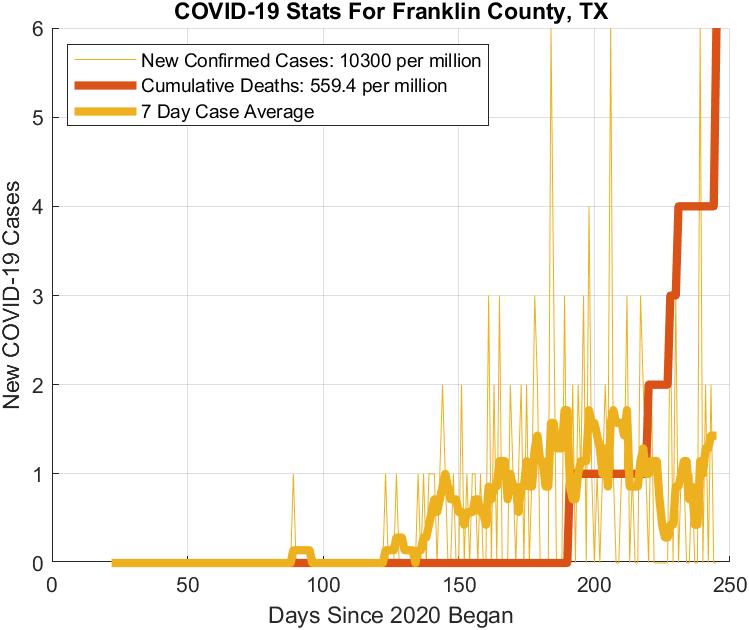 COVID-19 Stats For Franklin County, TX
New Confirmed Cases: 10300 per million
Cumulative Deaths: 559.4 per million
7 Day Case Average
New COVID-19 Cases
6
5
4
3
2
1
0
0 50 100 150 200 250
Days Since 2020 Began